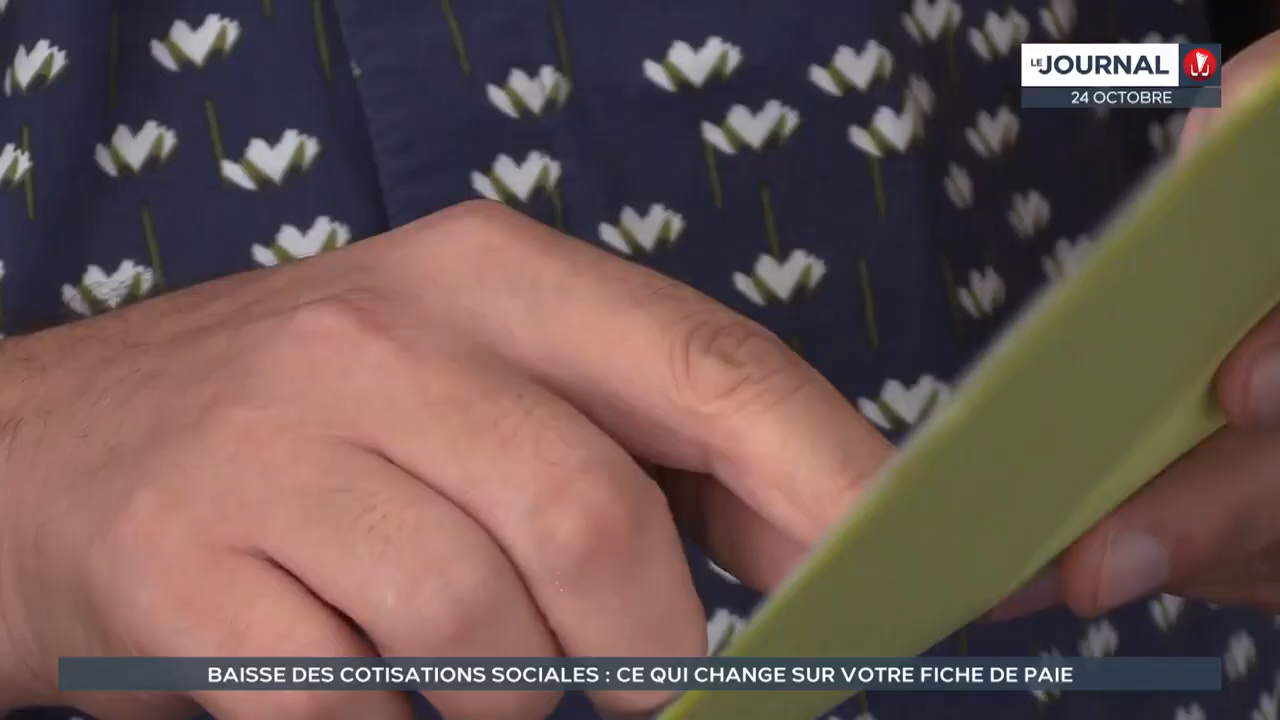 LE JOURNAL
24 OCTOBRE
BAISSE DES COTISATIONS SOCIALES : CE QUI CHANGE SUR VOTRE FICHE DE PAIE